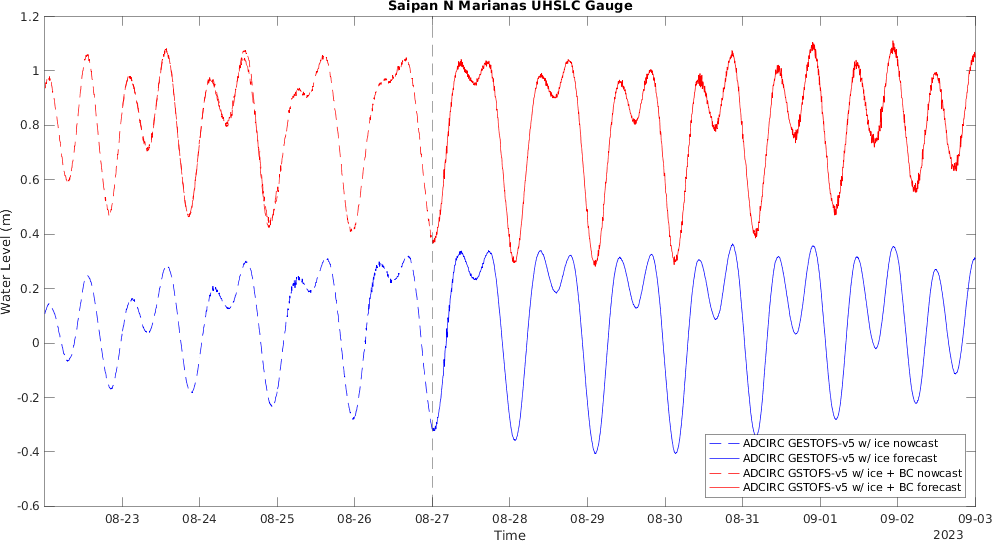 Saipan N Marianas UHSLC Gauge
1.2
1
0.8
0.6
0.4
0.2
0
-0.2
-0.4
-0.6
Water Level (m)
ADCIRC GESTOFS-v5 w/ ice nowcast
ADCIRC GESTOFS-v5 w/ ice forecast
ADCIRC GSTOFS-v5 w/ ice + BC nowcast
ADCIRC GSTOFS-v5 w/ ice + BC forecast
08-23 08-24 08-25 08-26 08-27 08-28 08-29 08-30 08-31 09-01 09-02 09-03
Time
2023